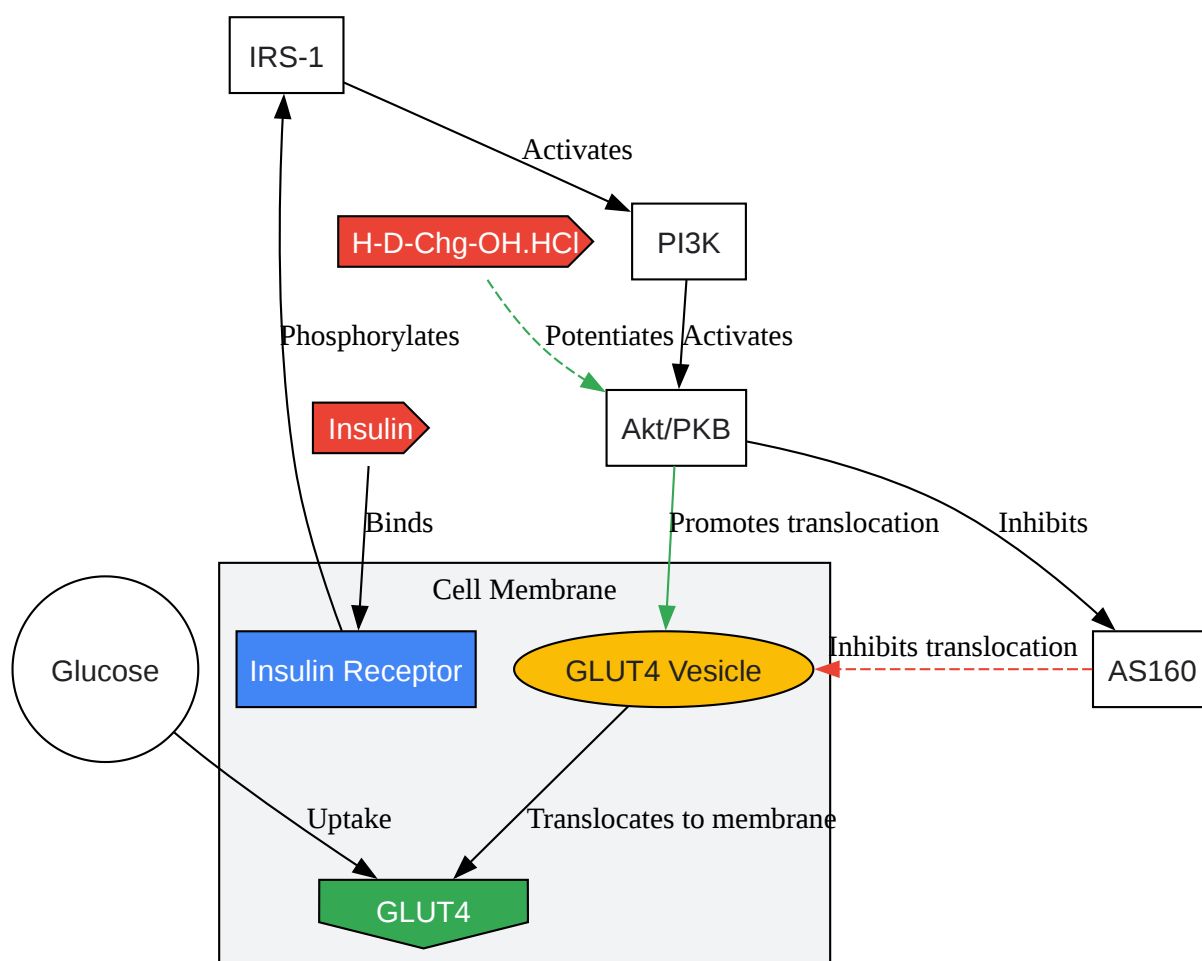 IRS-1
Activates
H-D-Chg-OH.HCl
PI3K
Phosphorylates
Potentiates
Activates
Insulin
Akt/PKB
Binds
Promotes translocation
Inhibits
Cell Membrane
Glucose
Insulin Receptor
GLUT4 Vesicle
Inhibits translocation
AS160
Uptake
Translocates to membrane
GLUT4